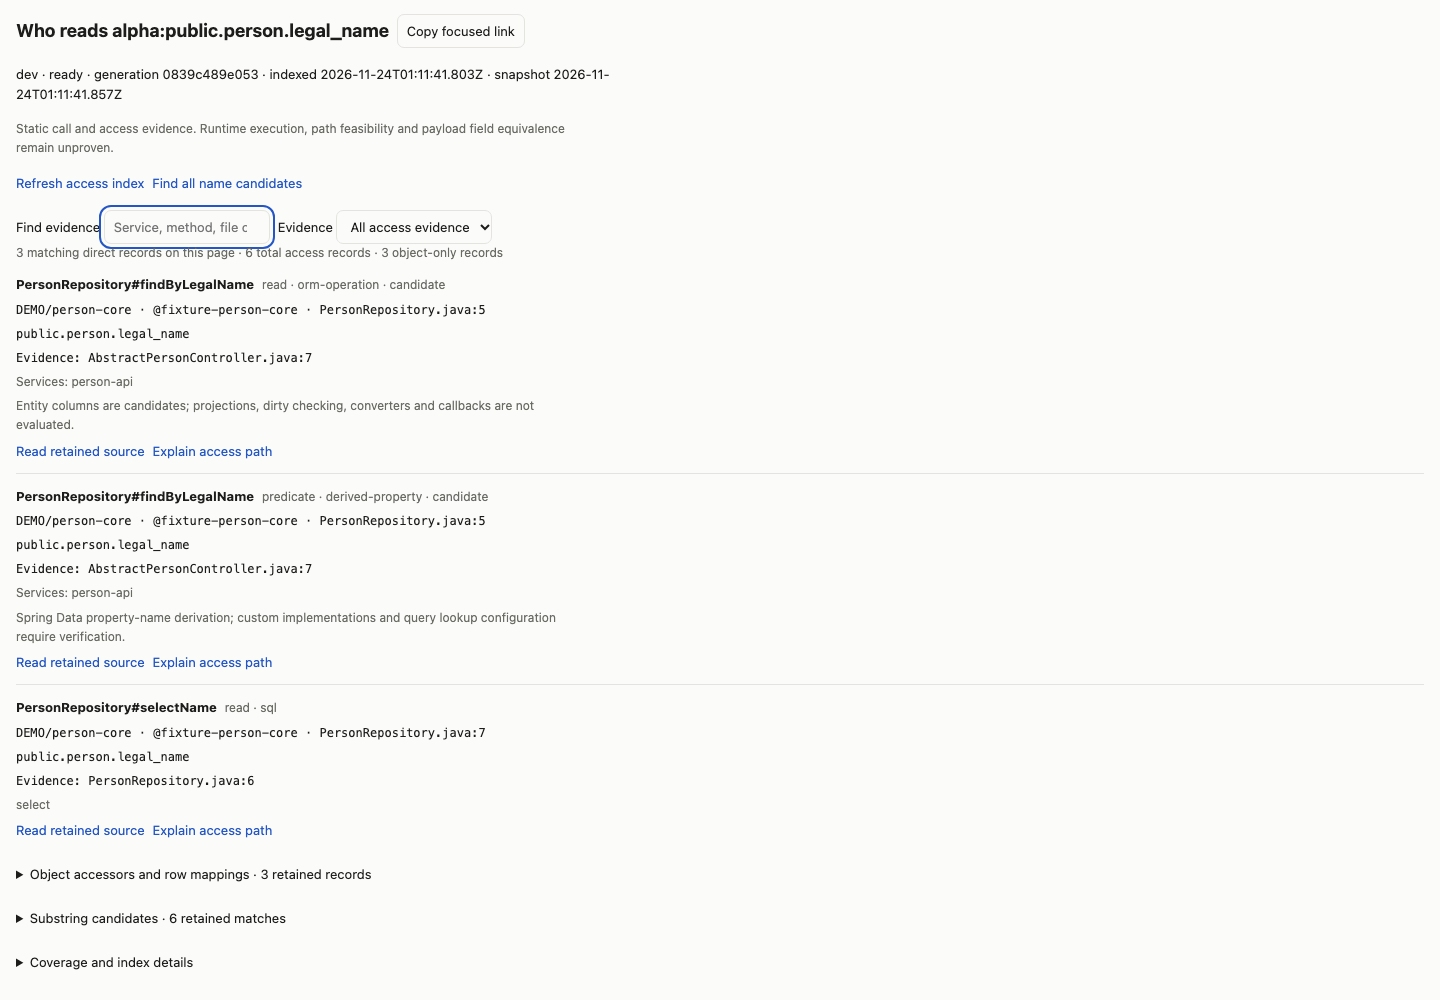 Who reads alpha:public.person.legal_name Copy focused link
dev · ready · generation 0839c489e053 · indexed 2026-11-24T01:11:41.803Z · snapshot 2026-11-
24T01:11:41.857Z
Static call and access evidence. Runtime execution, path feasibility and payload field equivalence
remain unproven.
Refresh access index Find all name candidates
Find evidence Service, method, file c Evidence All access evidence
3 matching direct records on this page · 6 total access records · 3 object-only records
PersonRepository#findByLegalName read · orm-operation · candidate
DEMO/person-core · @fixture-person-core · PersonRepository.java:5
public.person.legal_name
Evidence: AbstractPersonController.java:7
Services: person-api
Entity columns are candidates; projections, dirty checking, converters and callbacks are not
evaluated.
Read retained source Explain access path
PersonRepository#findByLegalName predicate · derived-property · candidate
DEMO/person-core · @fixture-person-core · PersonRepository.java:5
public.person.legal_name
Evidence: AbstractPersonController.java:7
Services: person-api
Spring Data property-name derivation; custom implementations and query lookup configuration
require verification.
Read retained source Explain access path
PersonRepository#selectName read · sql
DEMO/person-core · @fixture-person-core · PersonRepository.java:7
public.person.legal_name
Evidence: PersonRepository.java:6
select
Read retained source Explain access path
Object accessors and row mappings · 3 retained records
Substring candidates · 6 retained matches
Coverage and index details